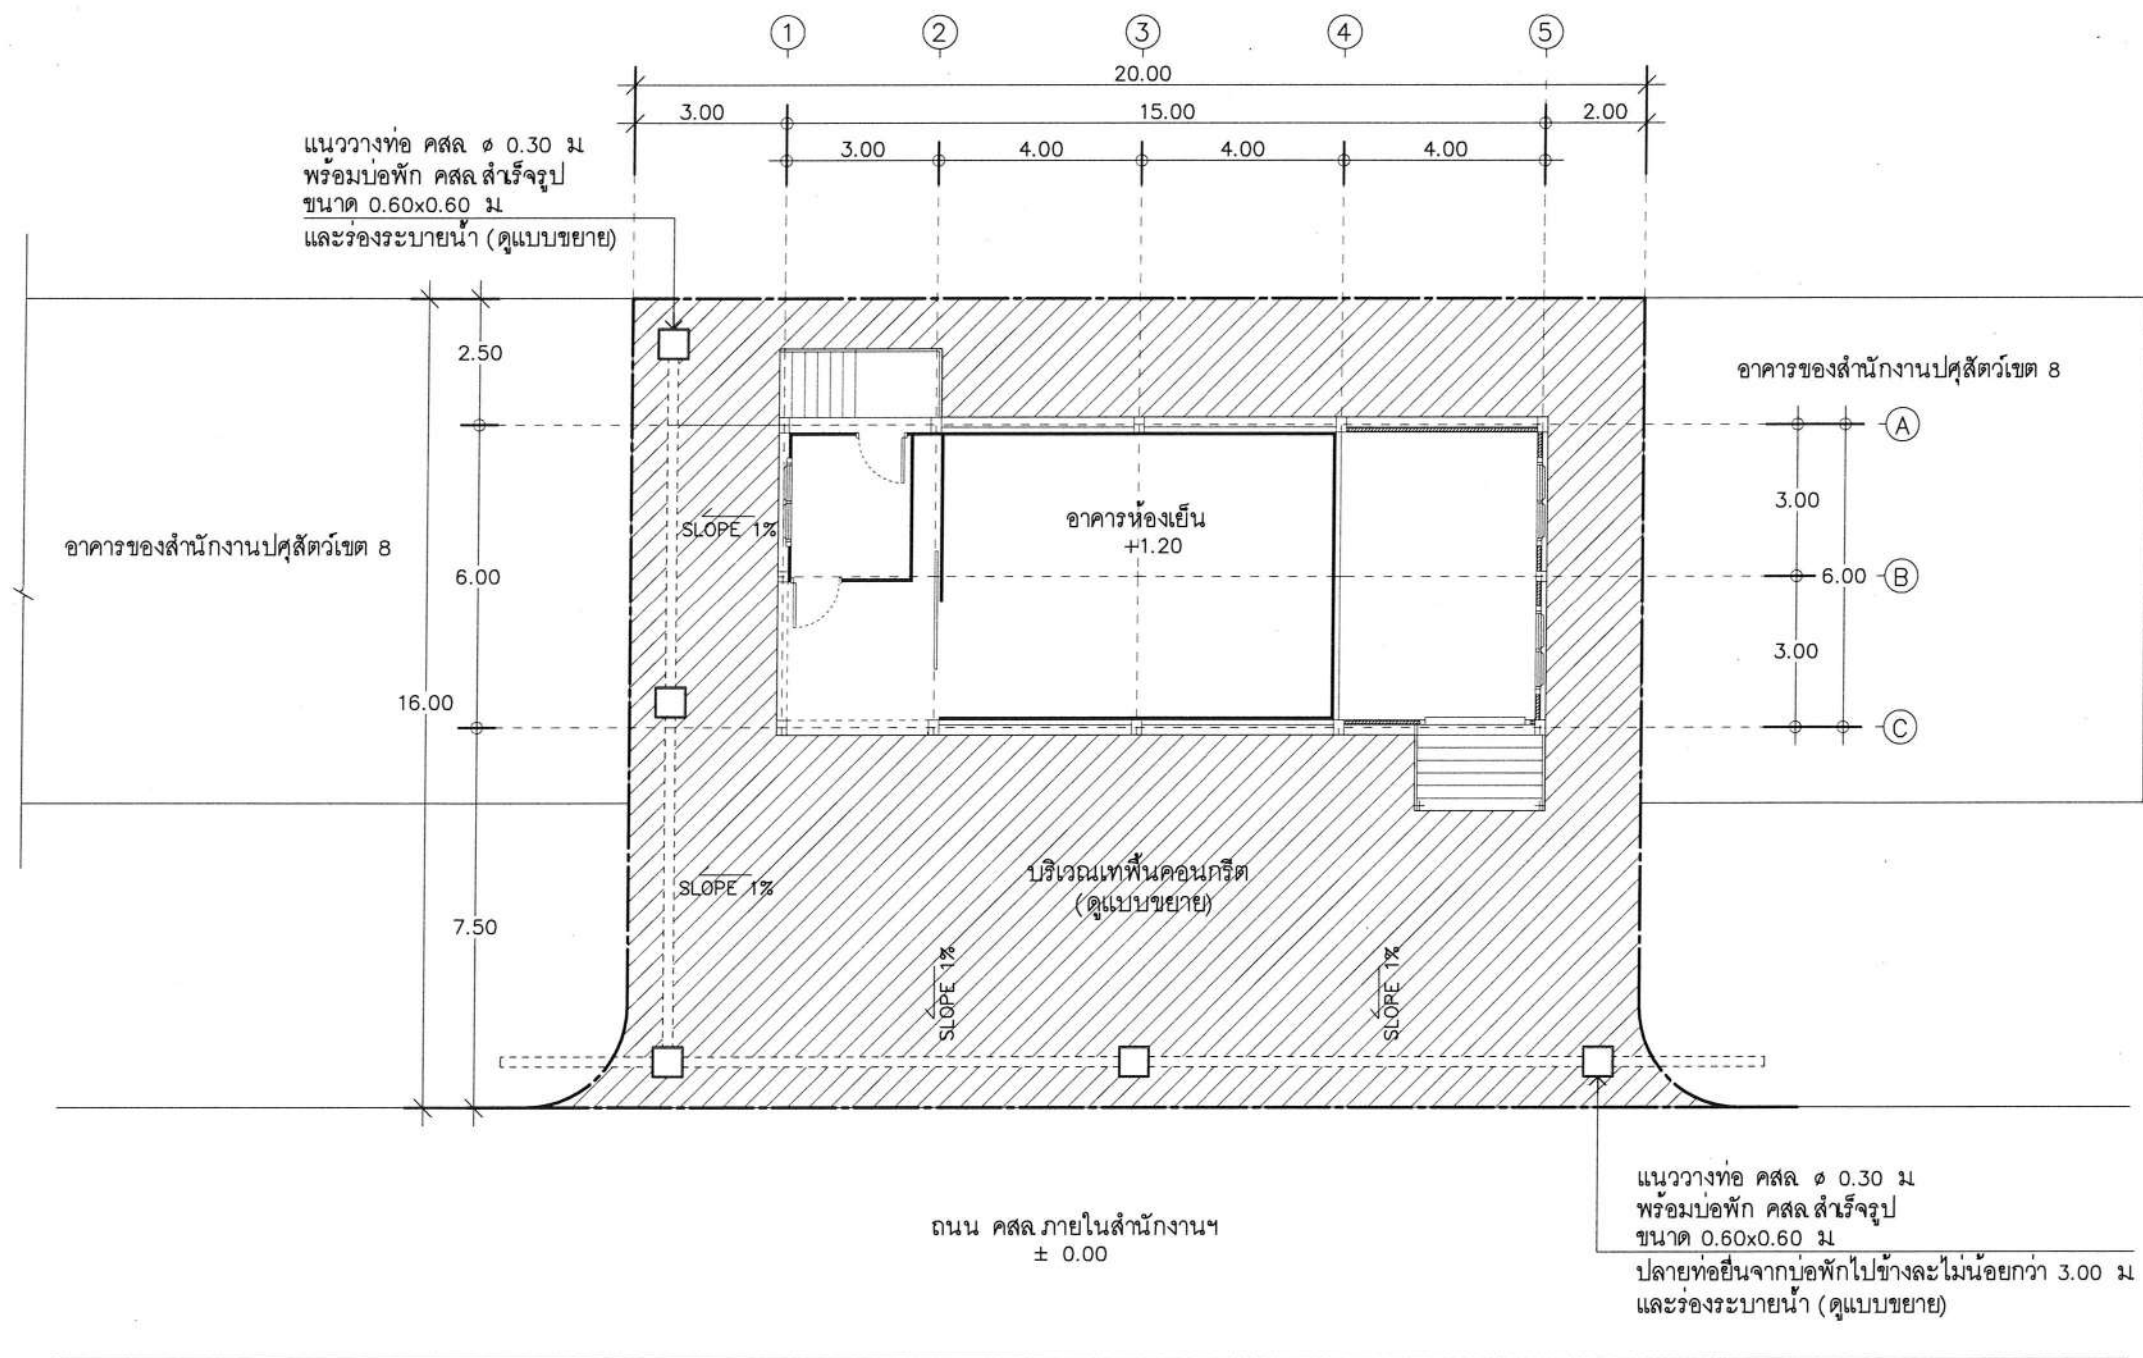 1 2 3 4 5
20.00
3.00 15.00 2.00
3.00 4.00 4.00 4.00
แนววางท่อ คสล. ø 0.30 ม.
พร้อมบ่อพัก คสล.สำเร็จรูป
ขนาด 0.60x0.60 ม.
และร่องระบายน้ำ (ดูแบบขยาย)
2.50
อาคารของสำนักงานปศุสัตว์เขต 8
A
3.00
SLOPE 1%
อาคารห้องเย็น
+1.20
อาคารของสำนักงานปศุสัตว์เขต 8
6.00
6.00 B
3.00
16.00
C
SLOPE 1%
บริเวณเทพื้นคอนกรีต
(ดูแบบขยาย)
7.50
SLOPE 1%
SLOPE 1%
แนววางท่อ คสล. ø 0.30 ม.
พร้อมบ่อพัก คสล.สำเร็จรูป
ขนาด 0.60x0.60 ม.
ปลายท่อยื่นจากบ่อพักไปข้างละไม่น้อยกว่า 3.00 ม.
และร่องระบายน้ำ (ดูแบบขยาย)
ถนน คสล.ภายในสำนักงานฯ
± 0.00